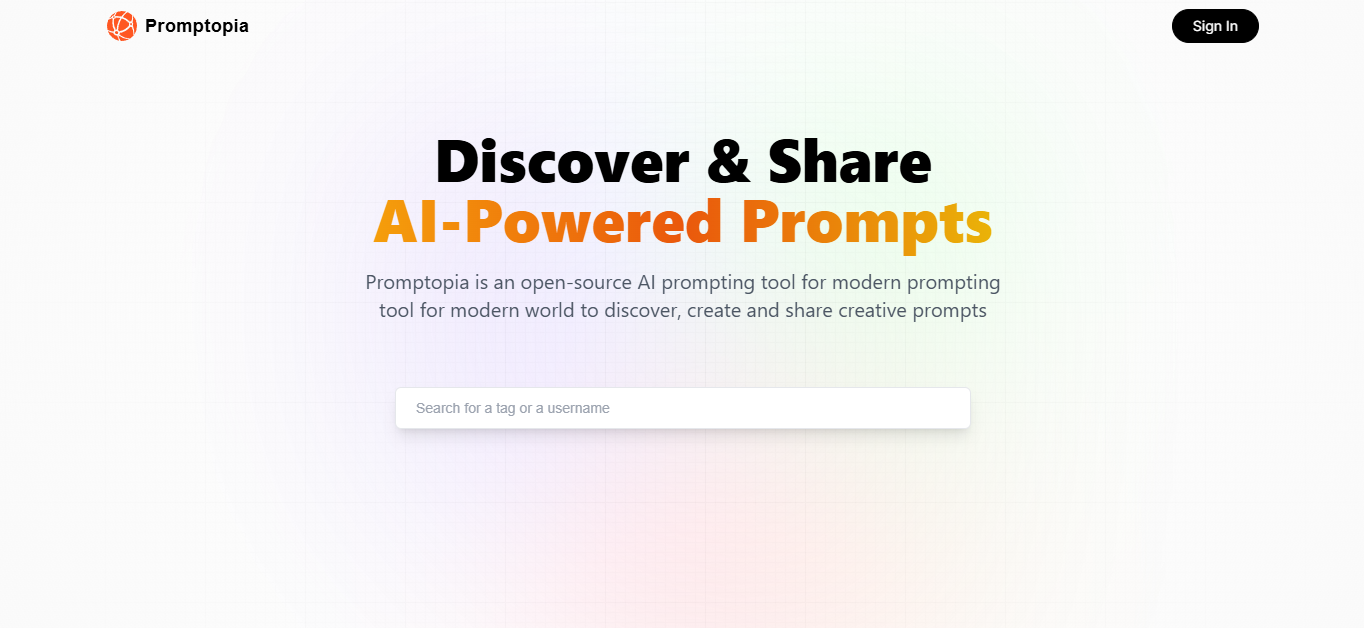 Promptopia
Sign In
Discover & Share
AI-Powered Prompts
Promptopia is an open-source AI prompting tool for modern prompting
tool for modern world to discover, create and share creative prompts
Search for a tag or a username